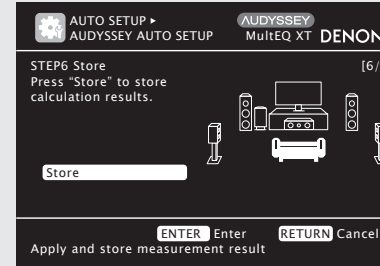 AUTO SETUP ▸
AUDYSSEY AUTO SETUP
AUDYSSEY
MultEQ XT
DENON
STEP6 Store
[6/
Press “Store” to store
calculation results.
Store
ENTER Enter
RETURN Cancel
Apply and store measurement result